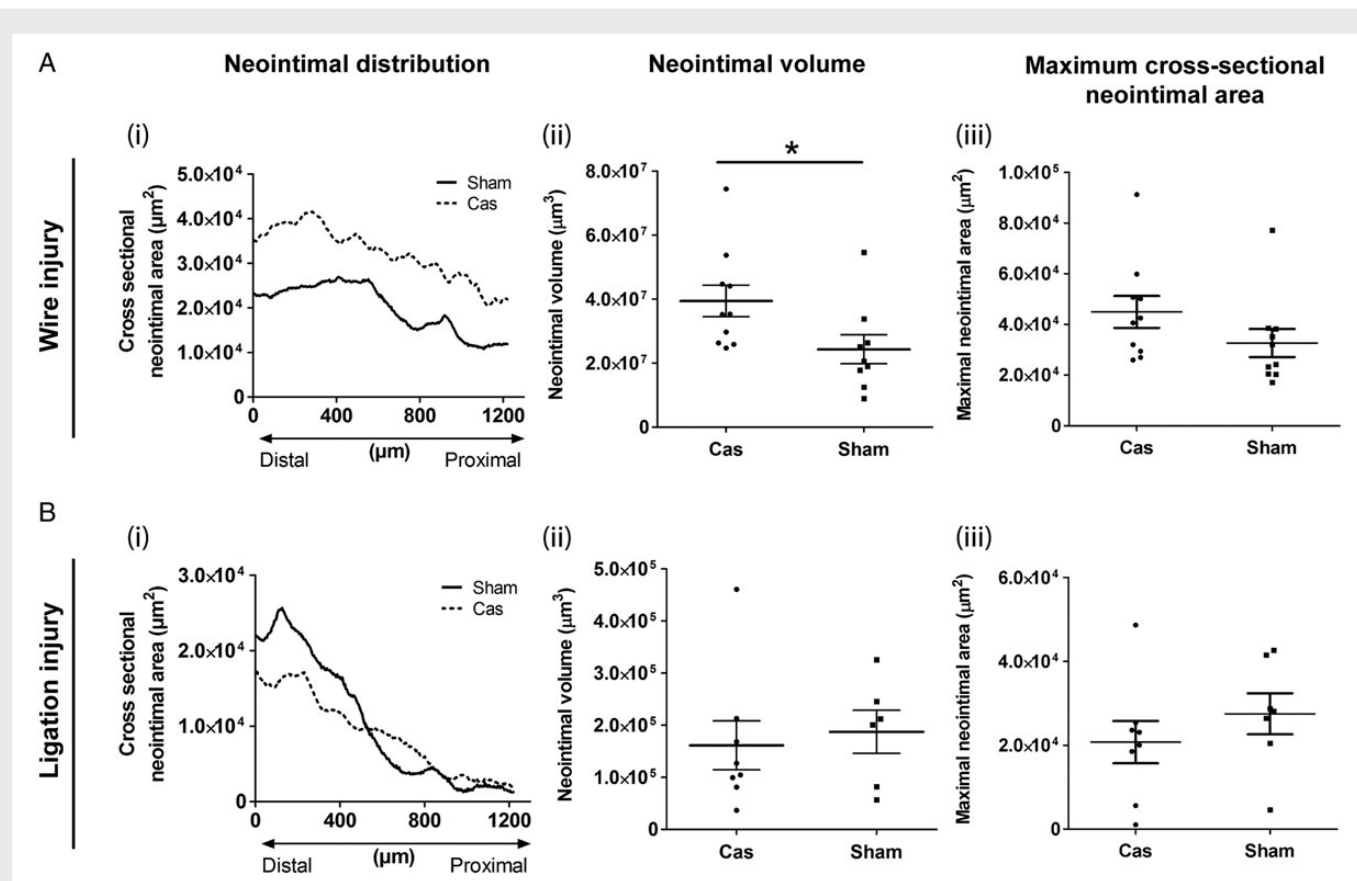 A
Neointimal distribution
Neointimal volume
Maximum cross-sectional
neointimal area
Wire injury
(i)
Cross sectional
neointimal area (µm²)
5.0×10⁴
4.0×10⁴
3.0×10⁴
2.0×10⁴
1.0×10⁴
0
Sham
Cas
0 400 800 1200
(µm)
Distal Proximal
(ii)
Neointimal volume (µm³)
8.0×10⁷
6.0×10⁷
4.0×10⁷
2.0×10⁷
0
*
Cas Sham
(iii)
Maximal neointimal area (µm²)
1.0×10⁵
8.0×10⁴
6.0×10⁴
4.0×10⁴
2.0×10⁴
0
Cas Sham
B
Ligation injury
(i)
Cross sectional
neointimal area (µm²)
3.0×10⁴
2.0×10⁴
1.0×10⁴
0
Sham
Cas
0 400 800 1200
(µm)
Distal Proximal
(ii)
Neointimal volume (µm³)
5.0×10⁵
4.0×10⁵
3.0×10⁵
2.0×10⁵
1.0×10⁵
0
Cas Sham
(iii)
Maximal neointimal area (µm²)
6.0×10⁴
4.0×10⁴
2.0×10⁴
0
Cas Sham